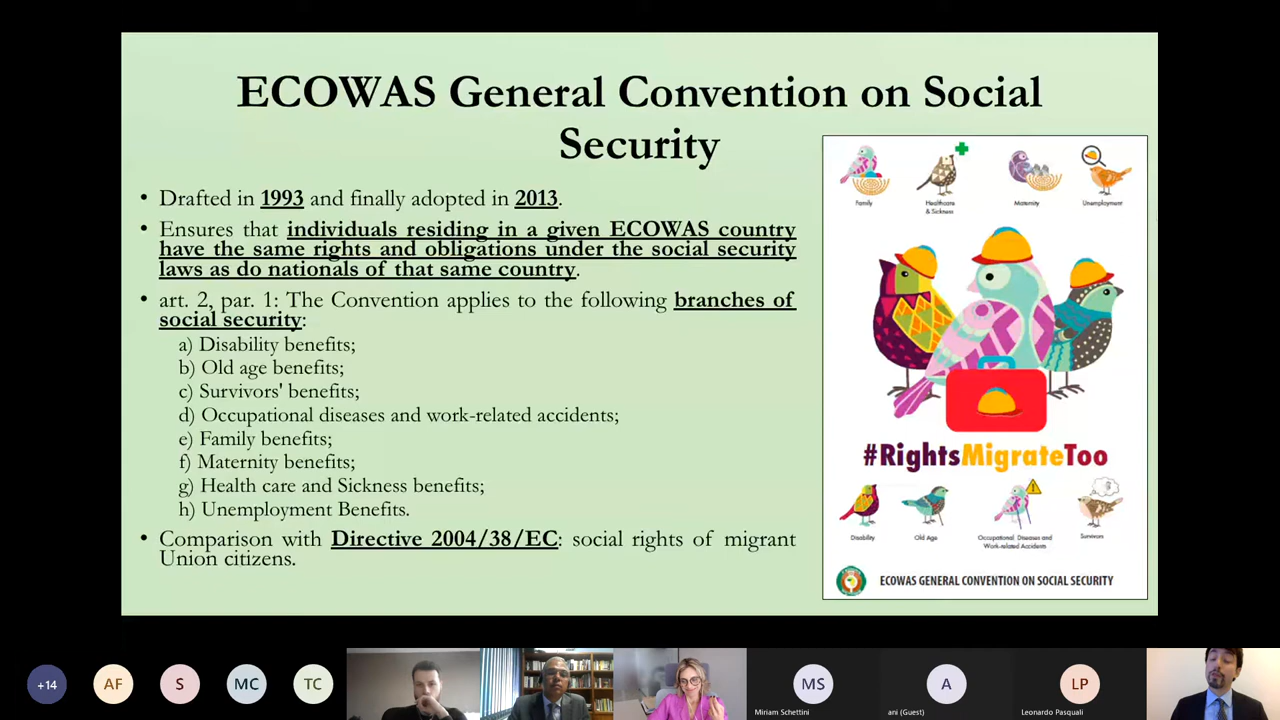 ECOWAS General Convention on Social
Security
• Drafted in 1993 and finally adopted in 2013.
• Ensures that individuals residing in a given ECOWAS country
have the same rights and obligations under the social security
laws as do nationals of that same country.
• art. 2, par. 1: The Convention applies to the following branches of
social security:
a) Disability benefits;
b) Old age benefits;
c) Survivors' benefits;
d) Occupational diseases and work-related accidents;
e) Family benefits;
f) Maternity benefits;
g) Health care and Sickness benefits;
h) Unemployment Benefits.
• Comparison with Directive 2004/38/EC: social rights of migrant
Union citizens.
Family
Healthcare
& Sickness
Maternity
Unemployment
#RightsMigrateToo
Disability
Old Age
Occupational Diseases and
Work-related Accidents
Survivors
ECOWAS GENERAL CONVENTION ON SOCIAL SECURITY
+14
AF
S
MC
TC
MS
Miriam Schettini
A
ani (Guest)
LP
Leonardo Pasquali